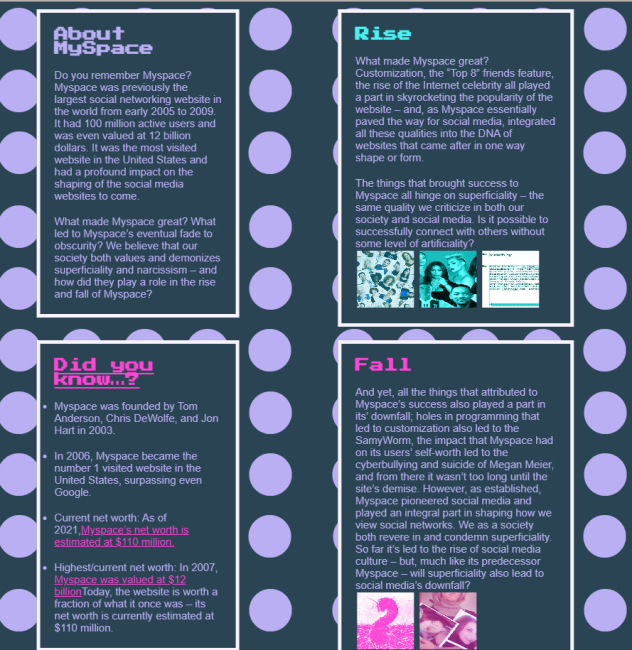 About
MySpace
Do you remember Myspace?
Myspace was previously the
largest social networking website in
the world from early 2005 to 2009.
It had 100 million active users and
was even valued at 12 billion
dollars. It was the most visited
website in the United States and
had a profound impact on the
shaping of the social media
websites to come.
What made Myspace great? What
led to Myspace's eventual fade to
obscurity? We believe that our
society both values and demonizes
superficiality and narcissism – and
how did they play a role in the rise
and fall of Myspace?
Rise
What made Myspace great?
Customization, the "Top 8" friends feature,
the rise of the Internet celebrity all played
a part in skyrocketing the popularity of the
website – and, as Myspace essentially
paved the way for social media, integrated
all these qualities into the DNA of
websites that came after in one way
shape or form.
The things that brought success to
Myspace all hinge on superficiality – the
same quality we criticize in both our
society and social media. Is it possible to
successfully connect with others without
some level of artificiality?
Did you
know...?
• Myspace was founded by Tom
Anderson, Chris DeWolfe, and Jon
Hart in 2003.
• In 2006, Myspace became the
number 1 visited website in the
United States, surpassing even
Google.
• Current net worth: As of
2021,Myspace's net worth is
estimated at $110 million.
• Highest/current net worth: In 2007,
Myspace was valued at $12
billionToday, the website is worth a
fraction of what it once was – its
net worth is currently estimated at
$110 million.
Fall
And yet, all the things that attributed to
Myspace's success also played a part in
its' downfall; holes in programming that
led to customization also led to the
SamyWorm, the impact that Myspace had
on its users' self-worth led to the
cyberbullying and suicide of Megan Meier,
and from there it wasn't too long until the
site's demise. However, as established,
Myspace pioneered social media and
played an integral part in shaping how we
view social networks. We as a society
both revere in and condemn superficiality.
So far it's led to the rise of social media
culture – but, much like its predecessor
Myspace – will superficiality also lead to
social media's downfall?